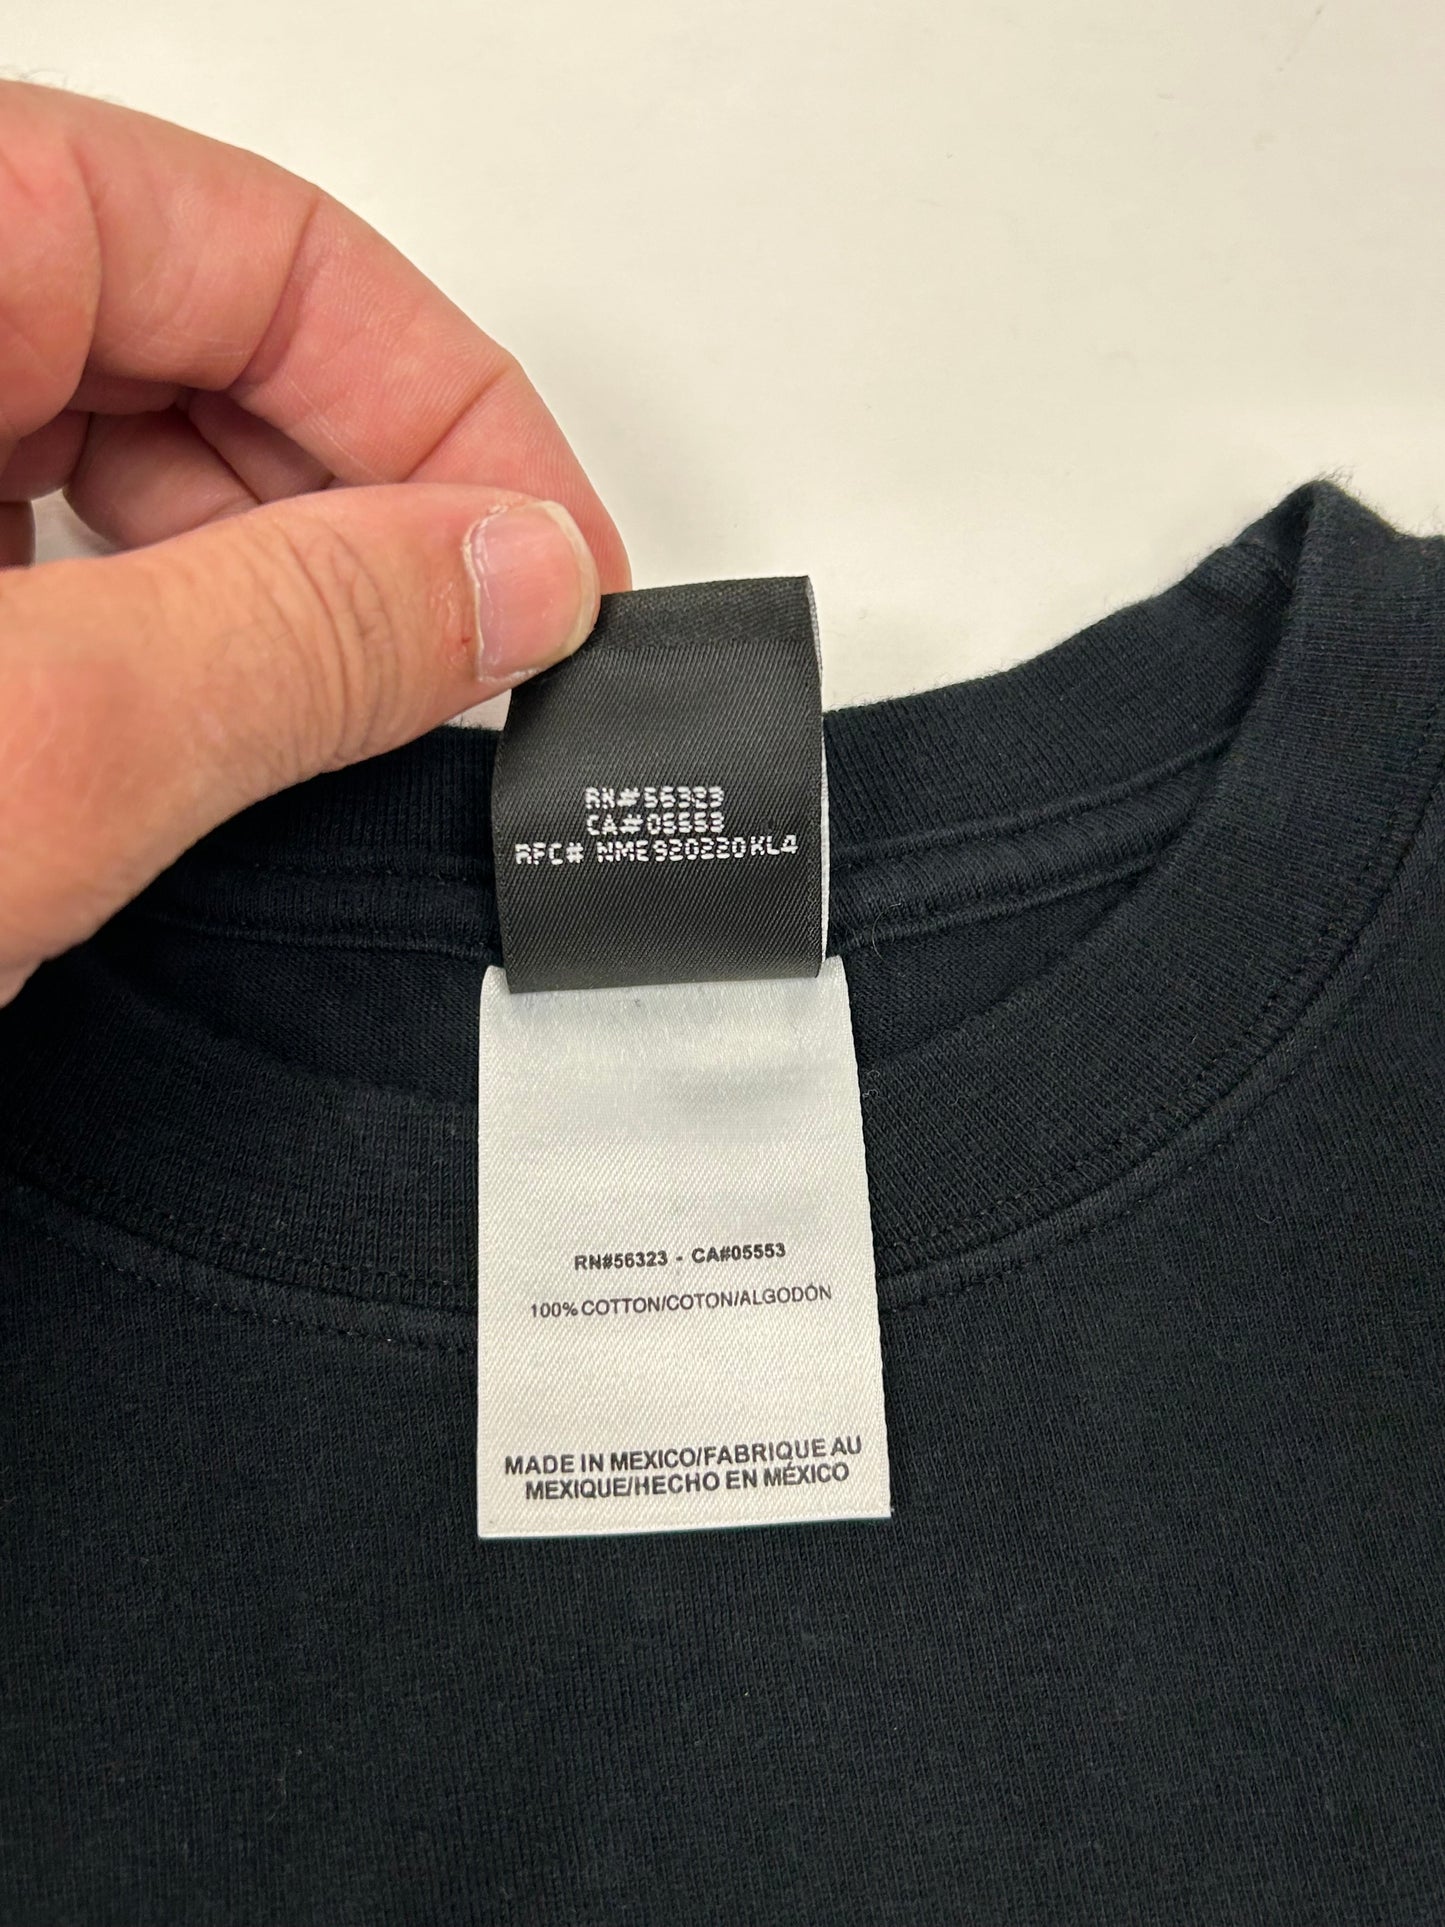 RN#56323
CA#05553
RFC# NME920220KL4
RN#56323 - CA#05553
100% COTTON/COTON/ALGODÓN
MADE IN MEXICO/FABRIQUE AU
MEXIQUE/HECHO EN MÉXICO